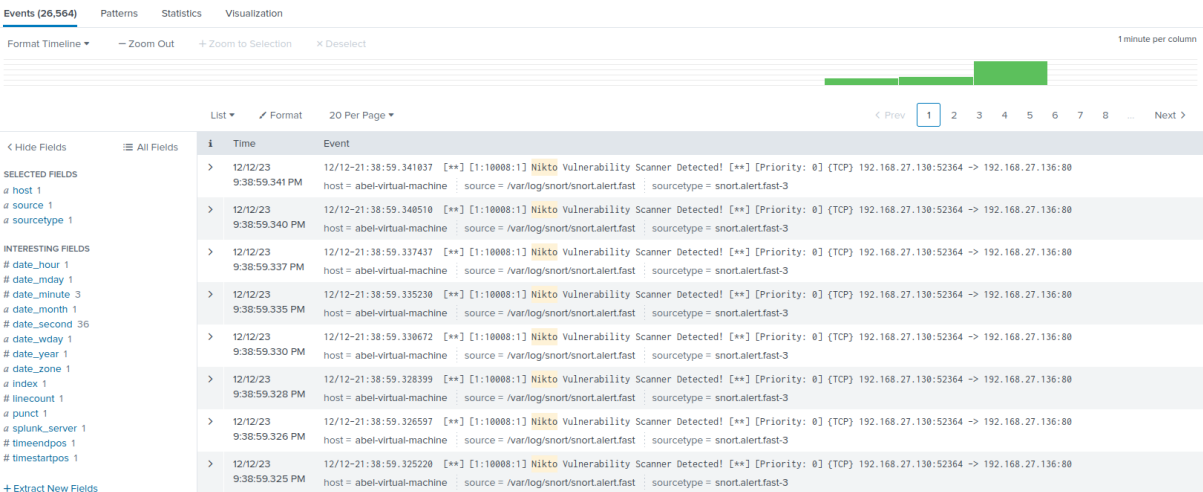 Events (26,564) Patterns Statistics Visualization
Format Timeline — Zoom Out + Zoom to Selection × Deselect 1 minute per column
List Format 20 Per Page < Prev 1 2 3 4 5 6 7 8 ... Next >
< Hide Fields All Fields i Time Event
SELECTED FIELDS
a host 1
a source 1
a sourcetype 1
INTERESTING FIELDS
# date_hour 1
# date_mday 1
# date_minute 3
a date_month 1
# date_second 36
a date_wday 1
# date_year 1
a date_zone 1
a index 1
# linecount 1
a punct 1
a splunk_server 1
# timeendpos 1
# timestartpos 1
+ Extract New Fields
> 12/12/23 12/12-21:38:59.341037 [**] [1:10008:1] Nikto Vulnerability Scanner Detected! [**] [Priority: 0] {TCP} 192.168.27.130:52364 -> 192.168.27.136:80
9:38:59.341 PM host = abel-virtual-machine source = /var/log/snort/snort.alert.fast sourcetype = snort.alert.fast-3
> 12/12/23 12/12-21:38:59.340510 [**] [1:10008:1] Nikto Vulnerability Scanner Detected! [**] [Priority: 0] {TCP} 192.168.27.130:52364 -> 192.168.27.136:80
9:38:59.340 PM host = abel-virtual-machine source = /var/log/snort/snort.alert.fast sourcetype = snort.alert.fast-3
> 12/12/23 12/12-21:38:59.337437 [**] [1:10008:1] Nikto Vulnerability Scanner Detected! [**] [Priority: 0] {TCP} 192.168.27.130:52364 -> 192.168.27.136:80
9:38:59.337 PM host = abel-virtual-machine source = /var/log/snort/snort.alert.fast sourcetype = snort.alert.fast-3
> 12/12/23 12/12-21:38:59.335230 [**] [1:10008:1] Nikto Vulnerability Scanner Detected! [**] [Priority: 0] {TCP} 192.168.27.130:52364 -> 192.168.27.136:80
9:38:59.335 PM host = abel-virtual-machine source = /var/log/snort/snort.alert.fast sourcetype = snort.alert.fast-3
> 12/12/23 12/12-21:38:59.330672 [**] [1:10008:1] Nikto Vulnerability Scanner Detected! [**] [Priority: 0] {TCP} 192.168.27.130:52364 -> 192.168.27.136:80
9:38:59.330 PM host = abel-virtual-machine source = /var/log/snort/snort.alert.fast sourcetype = snort.alert.fast-3
> 12/12/23 12/12-21:38:59.328399 [**] [1:10008:1] Nikto Vulnerability Scanner Detected! [**] [Priority: 0] {TCP} 192.168.27.130:52364 -> 192.168.27.136:80
9:38:59.328 PM host = abel-virtual-machine source = /var/log/snort/snort.alert.fast sourcetype = snort.alert.fast-3
> 12/12/23 12/12-21:38:59.326597 [**] [1:10008:1] Nikto Vulnerability Scanner Detected! [**] [Priority: 0] {TCP} 192.168.27.130:52364 -> 192.168.27.136:80
9:38:59.326 PM host = abel-virtual-machine source = /var/log/snort/snort.alert.fast sourcetype = snort.alert.fast-3
> 12/12/23 12/12-21:38:59.325220 [**] [1:10008:1] Nikto Vulnerability Scanner Detected! [**] [Priority: 0] {TCP} 192.168.27.130:52364 -> 192.168.27.136:80
9:38:59.325 PM host = abel-virtual-machine source = /var/log/snort/snort.alert.fast sourcetype = snort.alert.fast-3